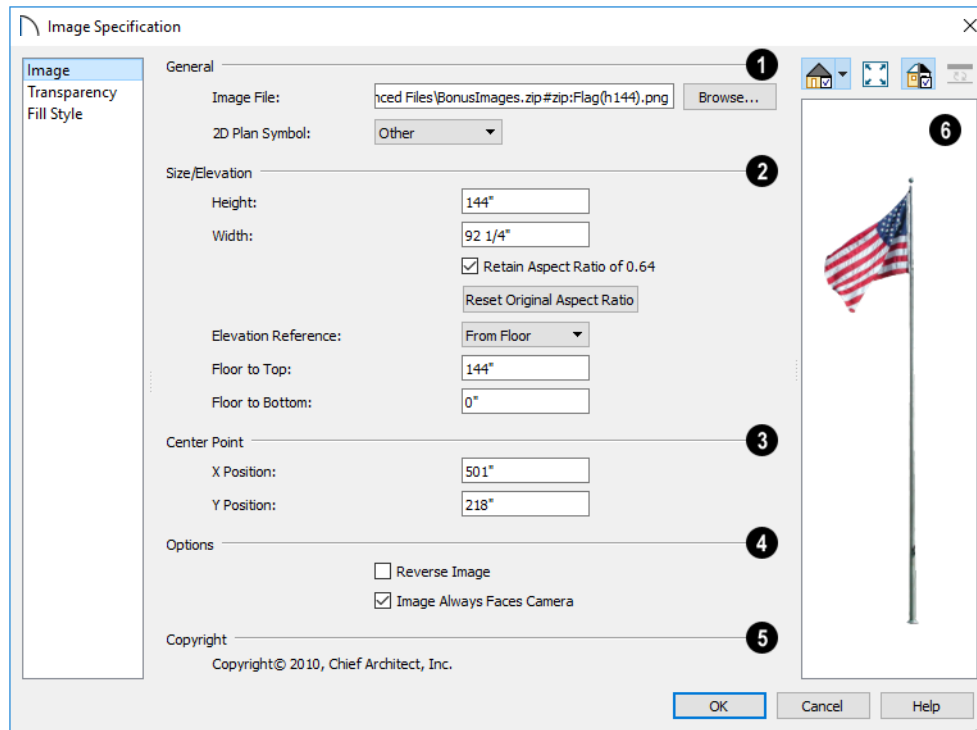 Image Specification
Image
Transparency
Fill Style
General
1
Image File:
nced Files\BonusImages.zip#zip:Flag(h144).png
Browse...
2D Plan Symbol:
Other
Size/Elevation
2
Height:
144"
Width:
92 1/4"
Retain Aspect Ratio of 0.64
Reset Original Aspect Ratio
Elevation Reference:
From Floor
Floor to Top:
144"
Floor to Bottom:
0"
Center Point
3
X Position:
501"
Y Position:
218"
Options
4
Reverse Image
Image Always Faces Camera
Copyright
5
Copyright© 2010, Chief Architect, Inc.
6
OK
Cancel
Help